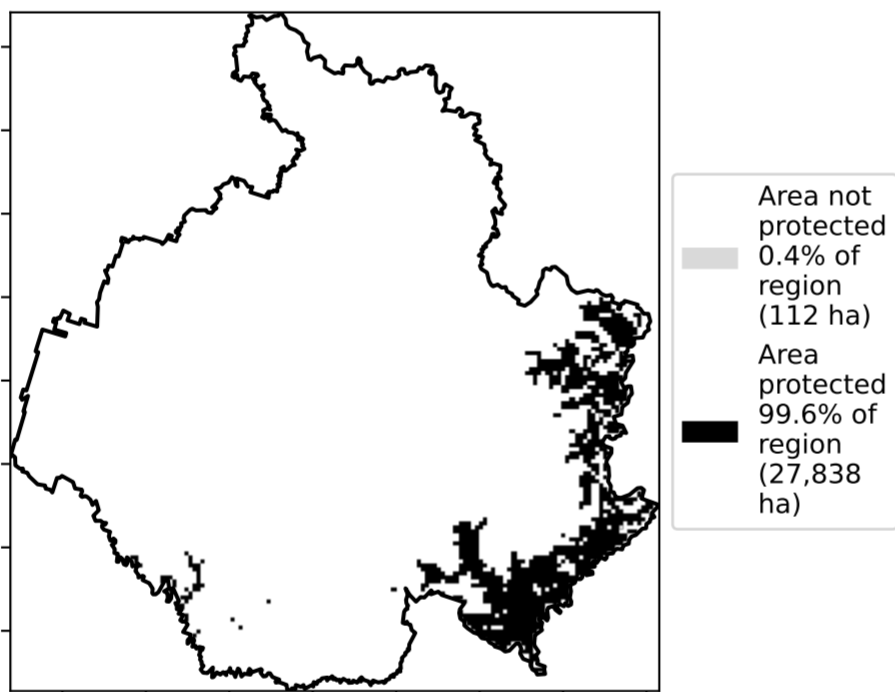 Area not
protected
0.4% of
region
(112 ha)
Area
protected
99.6% of
region
(27,838
ha)